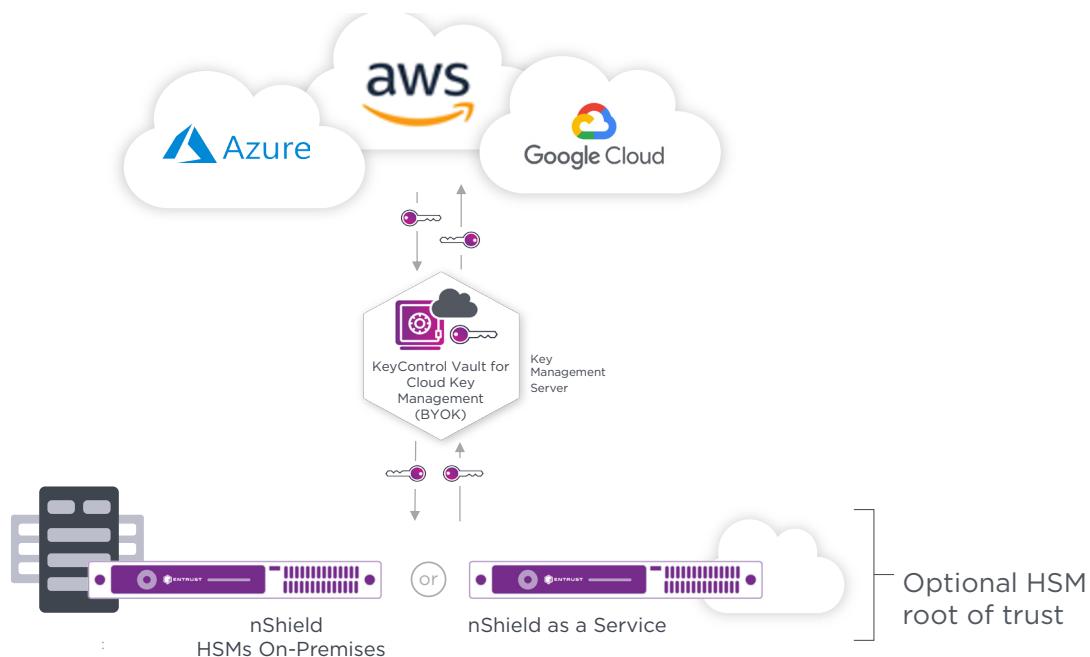 aws
Azure
Google Cloud
KeyControl Vault for
Cloud Key
Management
(BYOK)
Key
Management
Server
ENTRUST
or
ENTRUST
nShield
HSMs On-Premises
nShield as a Service
Optional HSM
root of trust
: